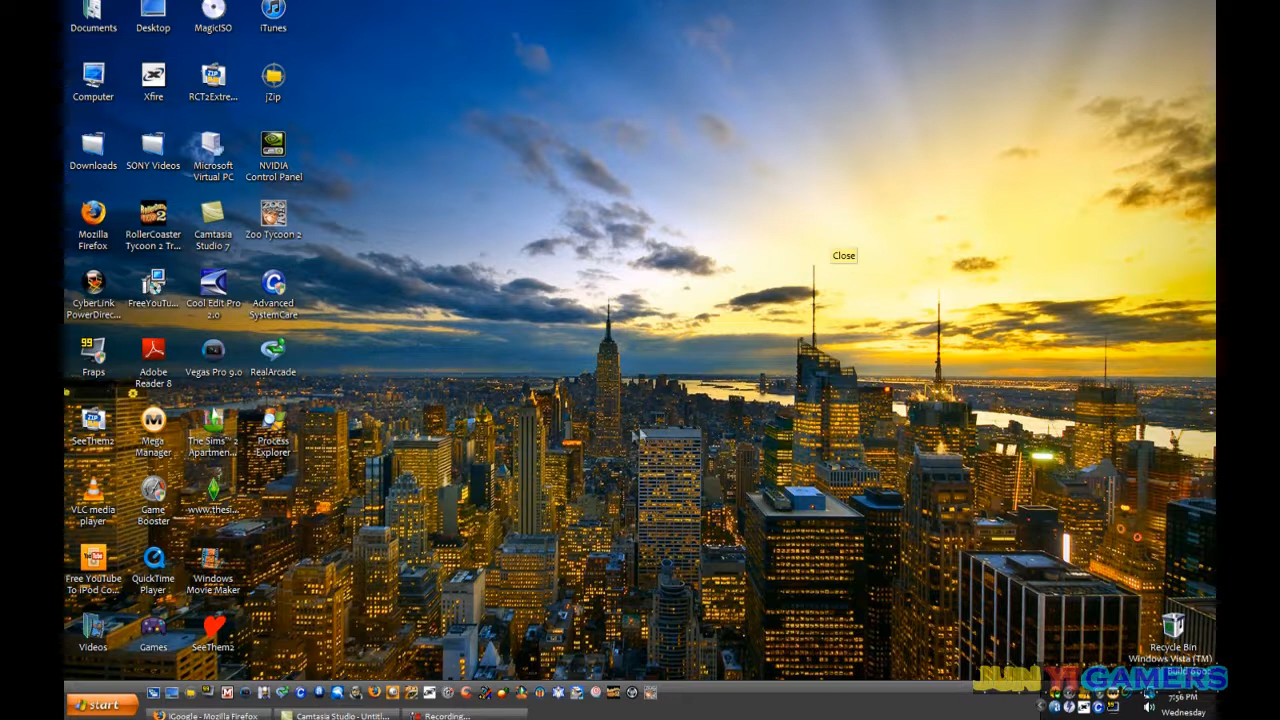 Documents
Desktop
MagicISO
iTunes
Computer
Xfire
RCT2Extre...
jZip
Downloads
SONY Videos
Microsoft
Virtual PC
NVIDIA
Control Panel
Mozilla
Firefox
RollerCoaster
Tycoon 2 Tr...
Camtasia
Studio 7
Zoo Tycoon 2
Close
CyberLink
PowerDirec...
FreeYouTu...
Cool Edit Pro
2.0
Advanced
SystemCare
99
Fraps
Adobe
Reader 8
Vegas Pro 9.0
RealArcade
SeeThem2
Mega
Manager
The Sims™ 2
Apartmen...
Process
Explorer
VLC media
player
Game
Booster
www.thesi...
Free YouTube
To iPod Co...
QuickTime
Player
Windows
Movie Maker
Videos
Games
SeeThem2
Recycle Bin
Windows Vista (TM)
JUNYIGAMERS
start
iGoogle - Mozilla Firefox
Camtasia Studio - Untitl...
Recording...
7:56 PM
Wednesday